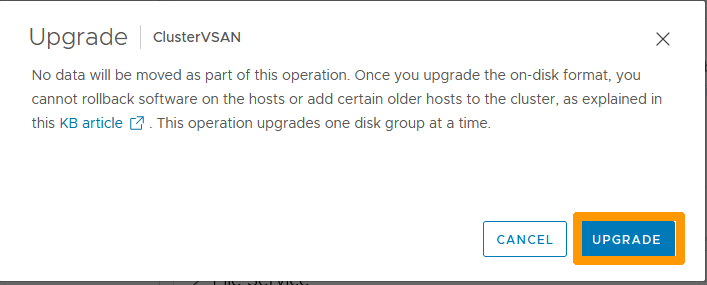 Upgrade ClusterVSAN
No data will be moved as part of this operation. Once you upgrade the on-disk format, you
cannot rollback software on the hosts or add certain older hosts to the cluster, as explained in
this KB article . This operation upgrades one disk group at a time.
CANCEL UPGRADE